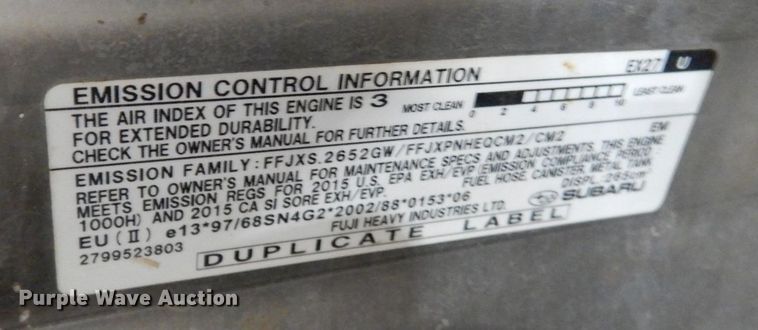 EMISSION CONTROL INFORMATION EX27 U
THE AIR INDEX OF THIS ENGINE IS 3 MOST CLEAN LEAST CLEAN
0 2 4 6 8 10
FOR EXTENDED DURABILITY.
CHECK THE OWNER'S MANUAL FOR FURTHER DETAILS.
EMISSION FAMILY:FFJXS.2652GW/FFJXPNHEQCM2/CM2 EM
REFER TO OWNER'S MANUAL FOR MAINTENANCE SPECS AND ADJUSTMENTS, THIS ENGINE
MEETS EMISSION REGS FOR 2015 U.S. EPA EXH/EVP (EMISSION COMPLIANCE PERIOD:
1000H) AND 2015 CA SI SORE EXH/EVP. FUEL HOSE, CANISTER, METAL TANK
EU (II) e13*97/68SN4G2*2002/88*0153*06 DISPL 265cm³
2799523803 FUJI HEAVY INDUSTRIES LTD. SUBARU
DUPLICATE LABEL
Purple Wave Auction